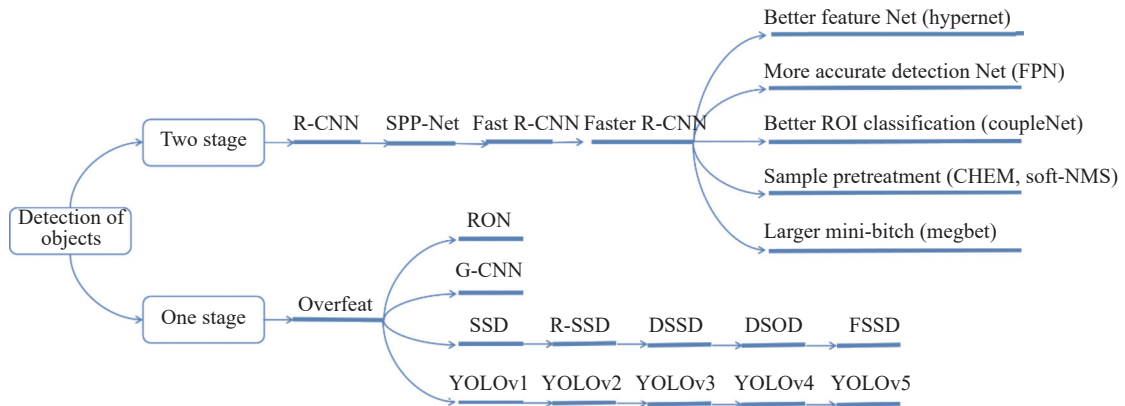 Better feature Net (hypernet)
More accurate detection Net (FPN)
Two stage
R-CNN
SPP-Net
Fast R-CNN
Faster R-CNN
Better ROI classification (coupleNet)
Sample pretreatment (CHEM, soft-NMS)
Larger mini-bitch (megbet)
Detection of
objects
RON
G-CNN
One stage
Overfeat
SSD
R-SSD
DSSD
DSOD
FSSD
YOLOv1
YOLOv2
YOLOv3
YOLOv4
YOLOv5